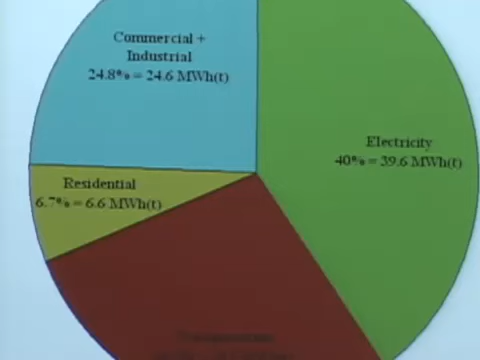 Commercial +
Industrial
24.8% = 24.6 MWh(t)
Electricity
40% = 39.6 MWh(t)
Residential
6.7% = 6.6 MWh(t)